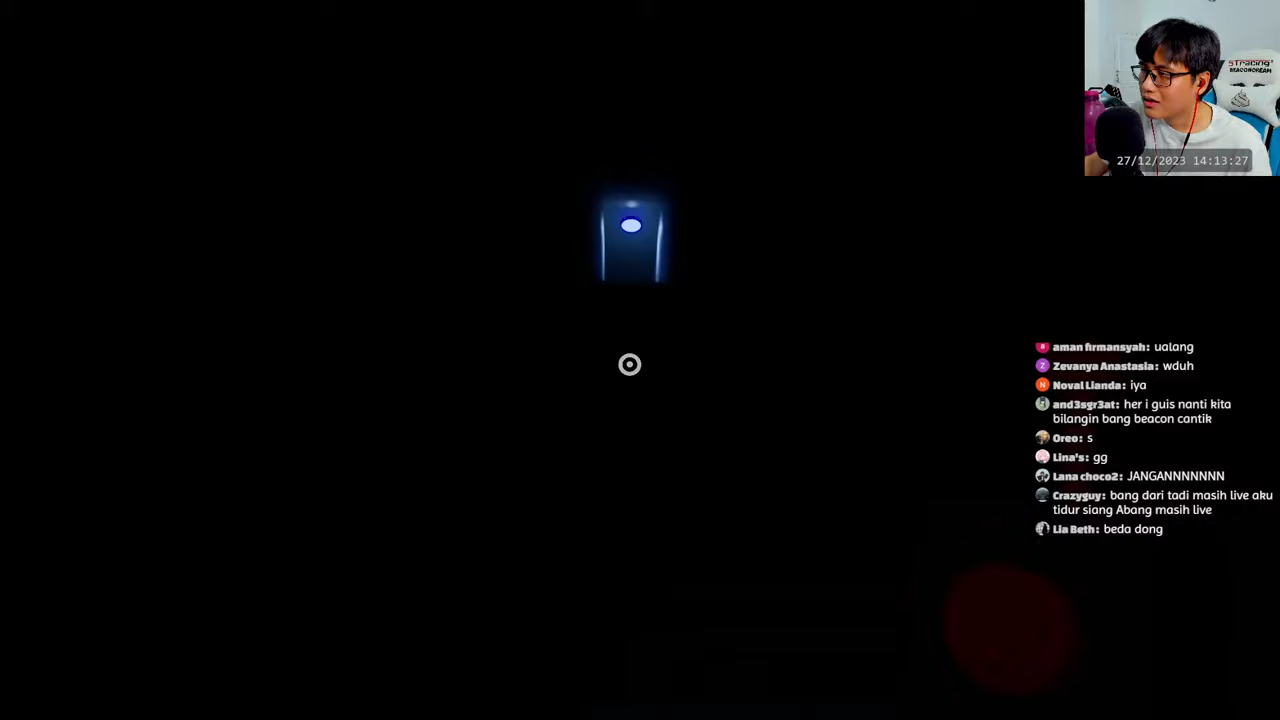 STRacing
BEACONCREAM
27/12/2023 14:13:27
aman firmansyah: ualang
Zevanya Anastasia: wduh
Noval Lianda: iya
and3sgr3at: her i guis nanti kita
bilangin bang beacon cantik
Oreo: s
Lina's: gg
Lana choco2: JANGANNNNNNN
Crazyguy: bang dari tadi masih live aku
tidur siang Abang masih live
Lia Beth: beda dong